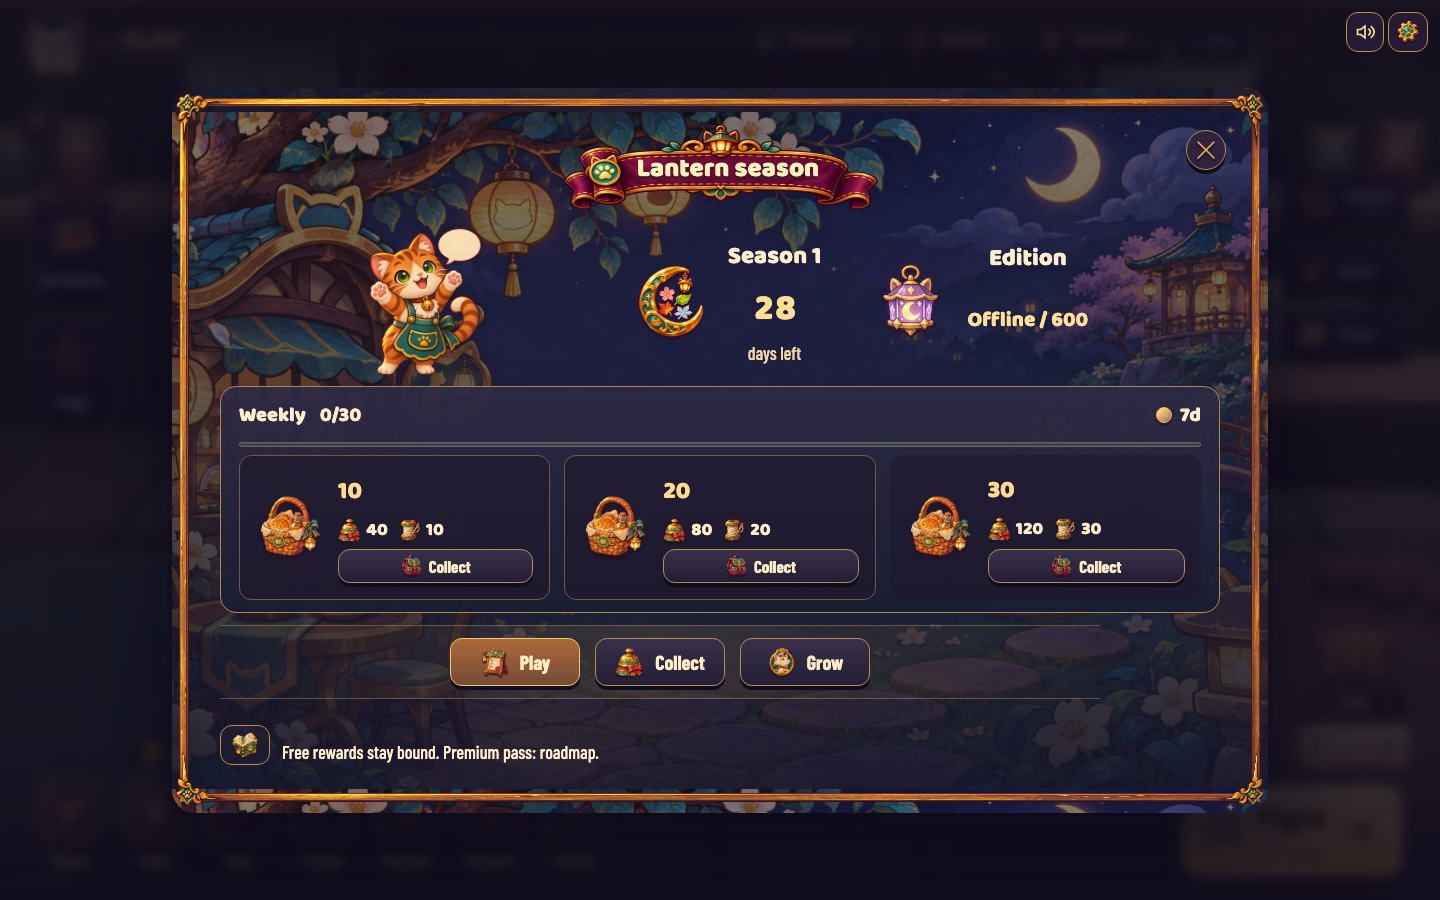 Lantern season
Season 1
28
days left
Edition
Offline / 600
Weekly 0/30
7d
10
40 10
Collect
20
80 20
Collect
30
120 30
Collect
Play
Collect
Grow
Free rewards stay bound. Premium pass: roadmap.